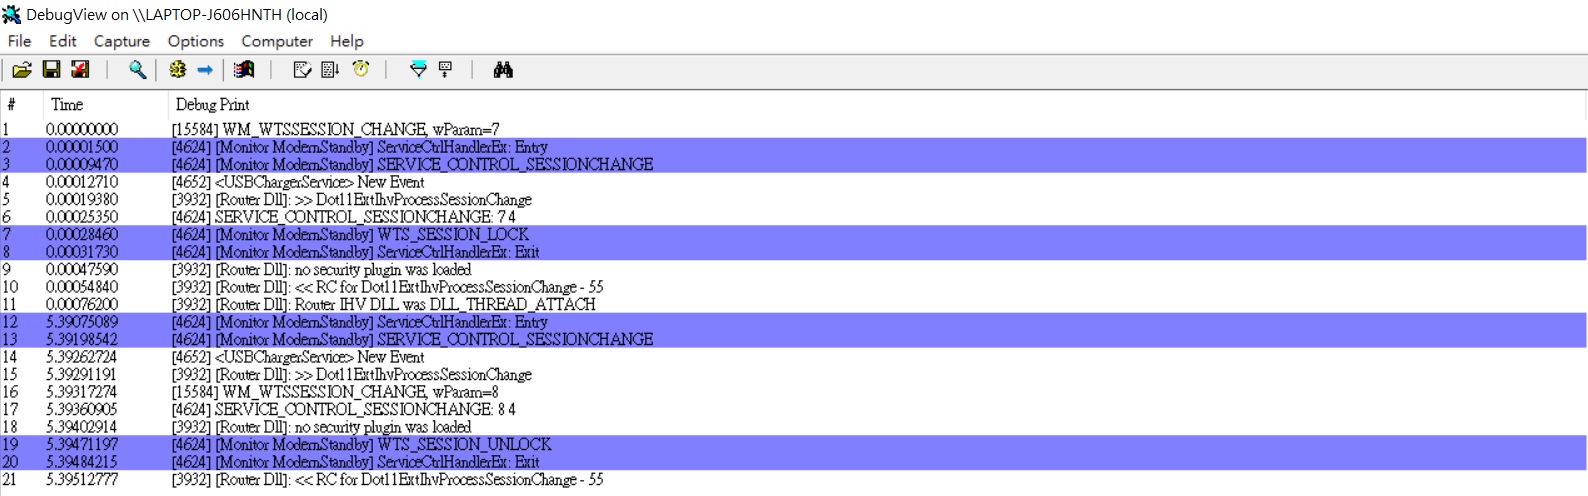 DebugView on \\LAPTOP-J606HNTH (local)
File Edit Capture Options Computer Help
# Time Debug Print
1 0.00000000 [15584] WM_WTSSESSION_CHANGE, wParam=7
2 0.00001500 [4624] [Monitor ModernStandby] ServiceCtrlHandlerEx: Entry
3 0.00009470 [4624] [Monitor ModernStandby] SERVICE_CONTROL_SESSIONCHANGE
4 0.00012710 [4652] <USBChargerService> New Event
5 0.00019380 [3932] [Router Dll]: >> Dot11ExtIhvProcessSessionChange
6 0.00025350 [4624] SERVICE_CONTROL_SESSIONCHANGE: 7 4
7 0.00028460 [4624] [Monitor ModernStandby] WTS_SESSION_LOCK
8 0.00031730 [4624] [Monitor ModernStandby] ServiceCtrlHandlerEx: Exit
9 0.00047590 [3932] [Router Dll]: no security plugin was loaded
10 0.00054840 [3932] [Router Dll]: << RC for Dot11ExtIhvProcessSessionChange - 55
11 0.00076200 [3932] [Router Dll]: Router IHV DLL was DLL_THREAD_ATTACH
12 5.39075089 [4624] [Monitor ModernStandby] ServiceCtrlHandlerEx: Entry
13 5.39198542 [4624] [Monitor ModernStandby] SERVICE_CONTROL_SESSIONCHANGE
14 5.39262724 [4652] <USBChargerService> New Event
15 5.39291191 [3932] [Router Dll]: >> Dot11ExtIhvProcessSessionChange
16 5.39317274 [15584] WM_WTSSESSION_CHANGE, wParam=8
17 5.39360905 [4624] SERVICE_CONTROL_SESSIONCHANGE: 8 4
18 5.39402914 [3932] [Router Dll]: no security plugin was loaded
19 5.39471197 [4624] [Monitor ModernStandby] WTS_SESSION_UNLOCK
20 5.39484215 [4624] [Monitor ModernStandby] ServiceCtrlHandlerEx: Exit
21 5.39512777 [3932] [Router Dll]: << RC for Dot11ExtIhvProcessSessionChange - 55